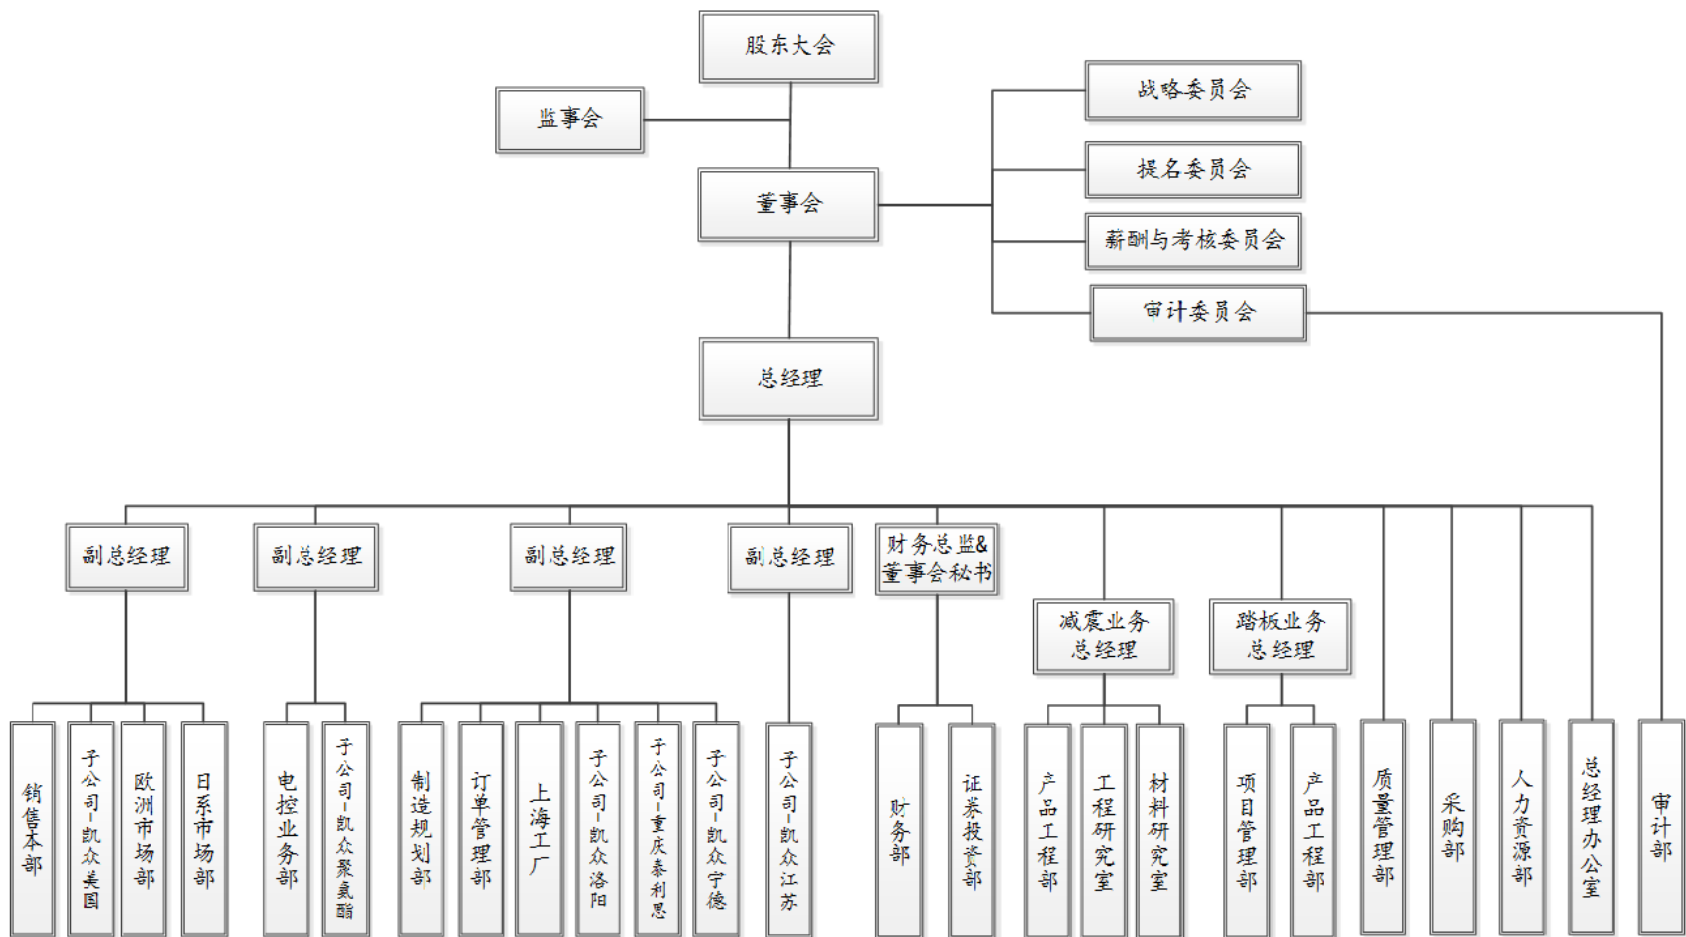 股东大会
监事会
战略委员会
提名委员会
董事会
薪酬与考核委员会
审计委员会
总经理
副总经理
副总经理
副总经理
副总经理
财务总监&
董事会秘书
减震业务
总经理
踏板业务
总经理
销售本部
子公司-凯众美国
欧洲市场部
日系市场部
电控业务部
子公司-凯众聚氨酯
制造规划部
订单管理部
上海工厂
子公司-凯众洛阳
子公司-重庆泰利思
子公司-凯众宁德
子公司-凯众江苏
财务部
证券投资部
产品工程部
工程研究室
材料研究室
项目管理部
产品工程部
质量管理部
采购部
人力资源部
总经理办公室
审计部